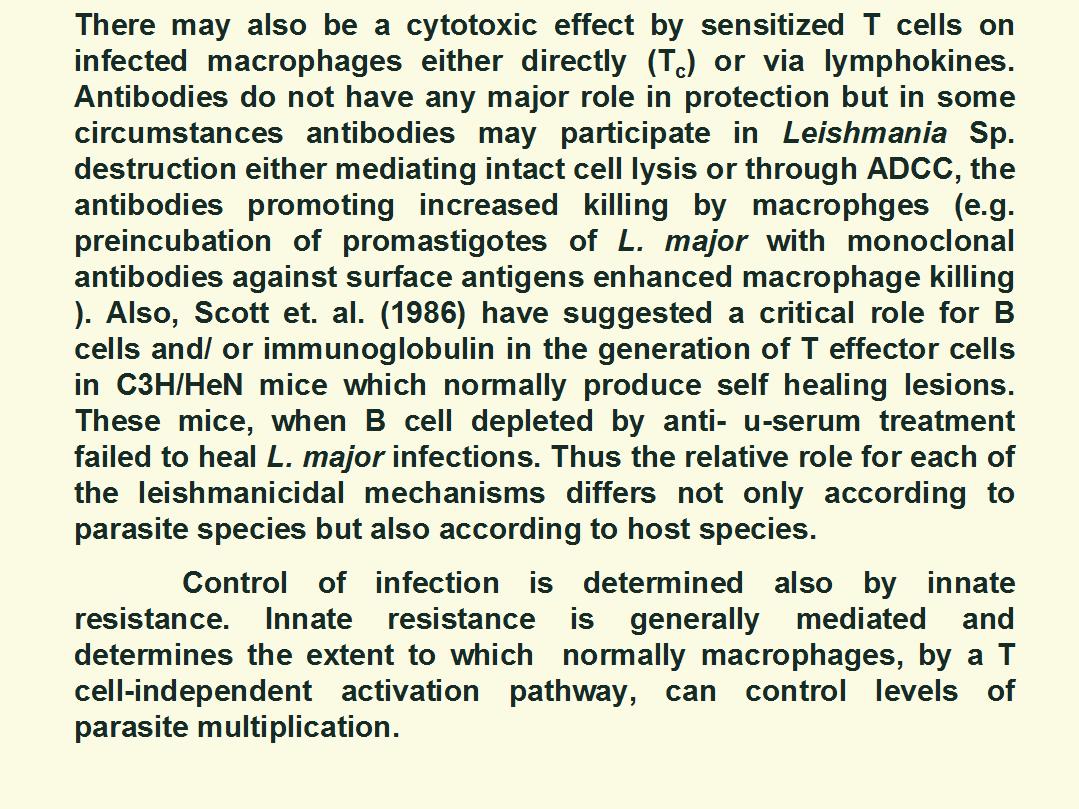 There may also be a cytotoxic effect by sensitized T cells on
infected macrophages either directly (Tc) or via lymphokines.
Antibodies do not have any major role in protection but in some
circumstances antibodies may participate in Leishmania Sp.
destruction either mediating intact cell lysis or through ADCC, the
antibodies promoting increased killing by macrophges (e.g.
preincubation of promastigotes of L. major with monoclonal
antibodies against surface antigens enhanced macrophage killing
). Also, Scott et. al. (1986) have suggested a critical role for B
cells and/ or immunoglobulin in the generation of T effector cells
in C3H/HeN mice which normally produce self healing lesions.
These mice, when B cell depleted by anti- u-serum treatment
failed to heal L. major infections. Thus the relative role for each of
the leishmanicidal mechanisms differs not only according to
parasite species but also according to host species.
Control of infection is determined also by innate
resistance. Innate resistance is generally mediated and
determines the extent to which normally macrophages, by a T
cell-independent activation pathway, can control levels of
parasite multiplication.